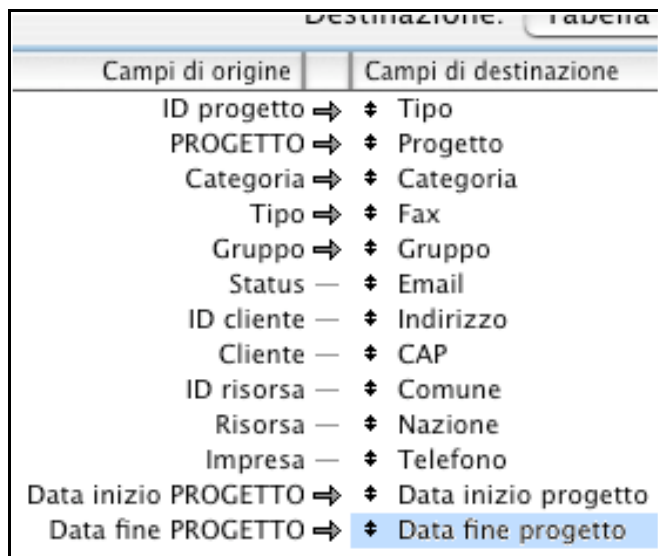 Destinazione: Tabella
Campi di origine Campi di destinazione
ID progetto Tipo
PROGETTO Progetto
Categoria Categoria
Tipo Fax
Gruppo Gruppo
Status Email
ID cliente Indirizzo
Cliente CAP
ID risorsa Comune
Risorsa Nazione
Impresa Telefono
Data inizio PROGETTO Data inizio progetto
Data fine PROGETTO Data fine progetto